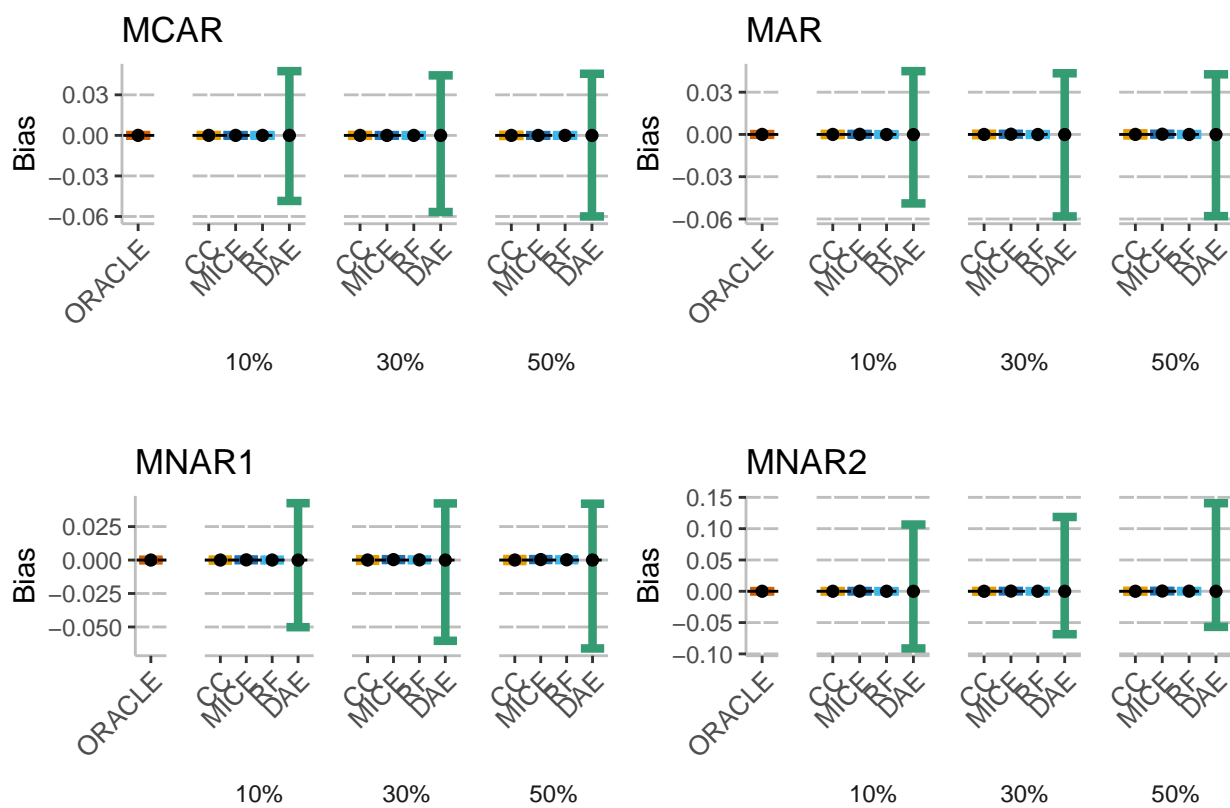 MCAR
Bias
0.03
0.00
−0.03
−0.06
ORACLE
CC
MICE
RF
DAE
CC
MICE
RF
DAE
CC
MICE
RF
DAE
10%
30%
50%
MAR
Bias
0.03
0.00
−0.03
−0.06
ORACLE
CC
MICE
RF
DAE
CC
MICE
RF
DAE
CC
MICE
RF
DAE
10%
30%
50%
MNAR1
Bias
0.025
0.000
−0.025
−0.050
ORACLE
CC
MICE
RF
DAE
CC
MICE
RF
DAE
CC
MICE
RF
DAE
10%
30%
50%
MNAR2
Bias
0.15
0.10
0.05
0.00
−0.05
−0.10
ORACLE
CC
MICE
RF
DAE
CC
MICE
RF
DAE
CC
MICE
RF
DAE
10%
30%
50%